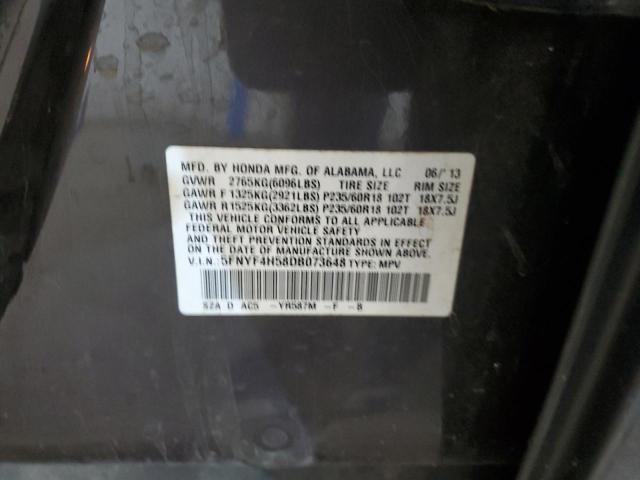 MFD. BY HONDA MFG. OF ALABAMA, LLC 06/'13
GVWR 2765KG(6096LBS) TIRE SIZE RIM SIZE
GAWR F 1325KG(2921LBS) P235/60R18 102T 18X7.5J
GAWR R 1525KG(3362LBS) P235/60R18 102T 18X7.5J
THIS VEHICLE CONFORMS TO ALL APPLICABLE
FEDERAL MOTOR VEHICLE SAFETY
AND THEFT PREVENTION STANDARDS IN EFFECT
ON THE DATE OF MANUFACTURE SHOWN ABOVE.
V.I.N.: 5FNYF4H58DB073648 TYPE: MPV
SZA D AC5 -YR587M -F -B